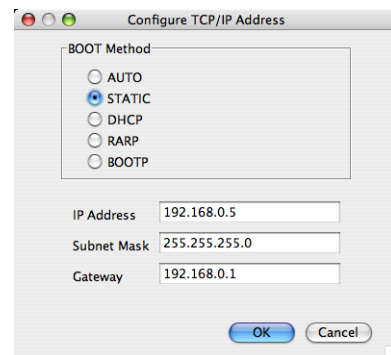 Configure TCP/IP Address
BOOT Method
AUTO
STATIC
DHCP
RARP
BOOTP
IP Address 192.168.0.5
Subnet Mask 255.255.255.0
Gateway 192.168.0.1
OK Cancel